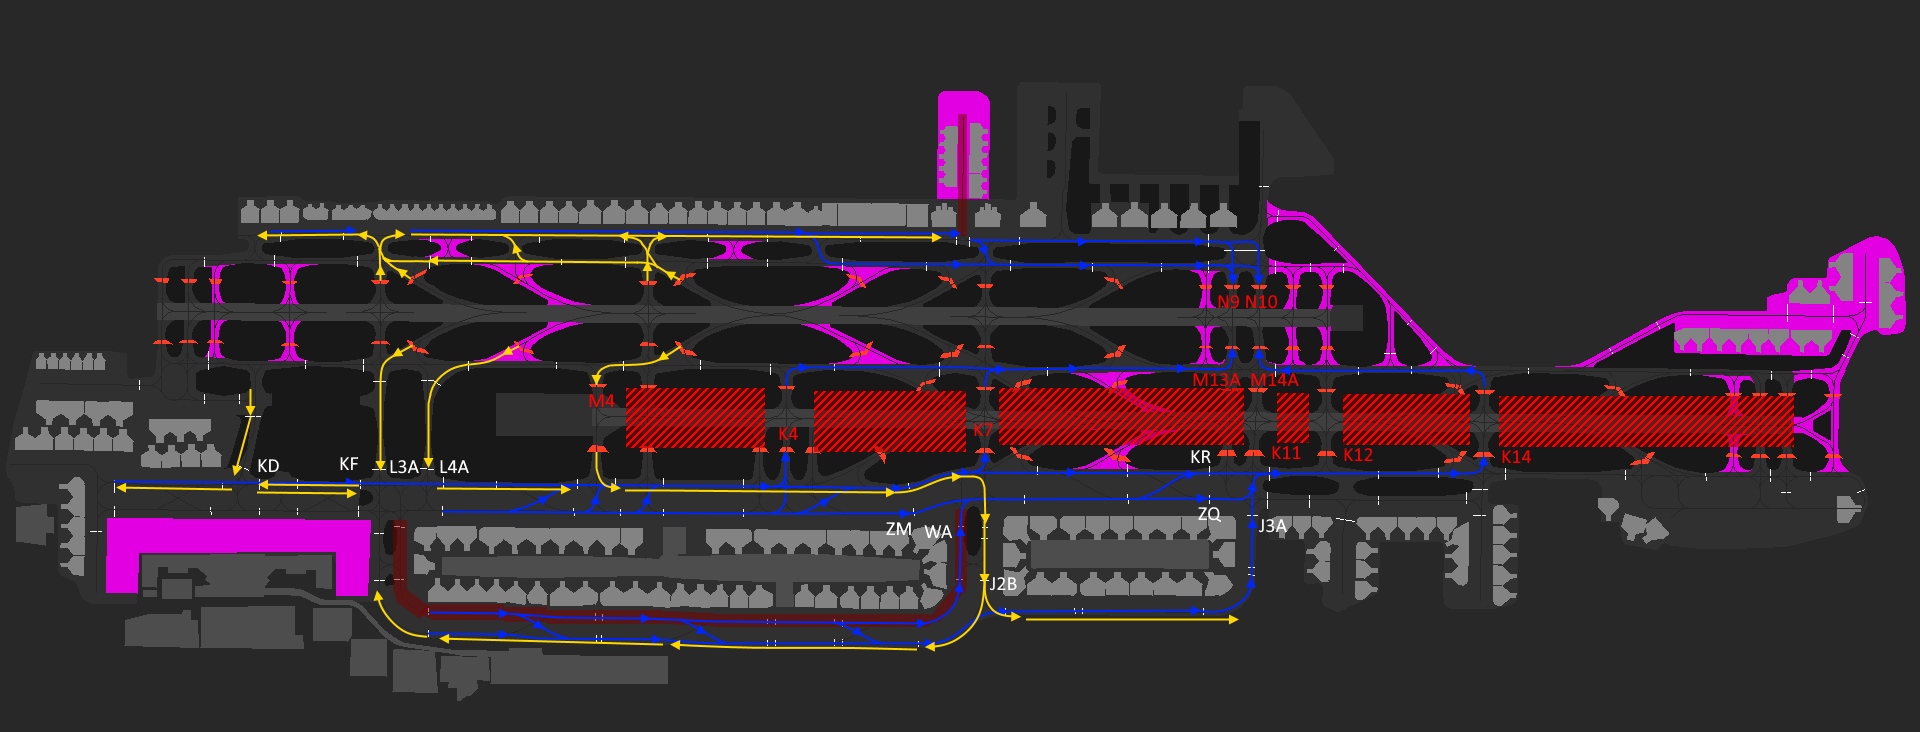 N9 N10
M13A M14A
M4
K4
K7
K11
K12
K14
KR
KD
KF
L3A
L4A
ZM
WA
ZQ
J3A
J2B